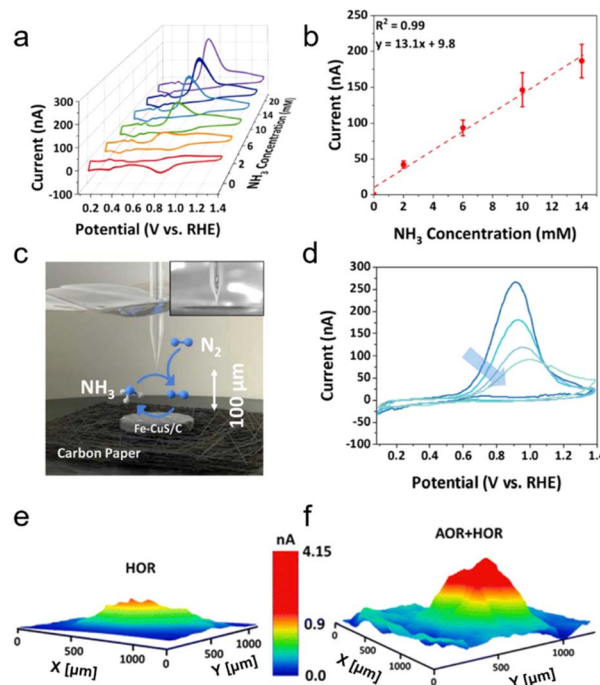 a
Current (nA)
300
200
100
0
-100
0.2 0.4 0.6 0.8 1.0 1.2 1.4
Potential (V vs. RHE)
20
14
10
6
2
0
NH3 Concentration (mM)
b
R² = 0.99
y = 13.1x + 9.8
Current (nA)
250
200
150
100
50
0
0 2 4 6 8 10 12 14
NH3 Concentration (mM)
c
N2
NH3
100 μm
Fe-CuS/C
Carbon Paper
d
Current (nA)
300
250
200
150
100
50
0
-50
-100
0.2 0.4 0.6 0.8 1.0 1.2 1.4
Potential (V vs. RHE)
e
HOR
0
500
1000
X [μm]
0
500
1000
Y [μm]
nA
4.15
0.9
0.0
f
AOR+HOR
0
500
1000
X [μm]
0
500
1000
Y [μm]